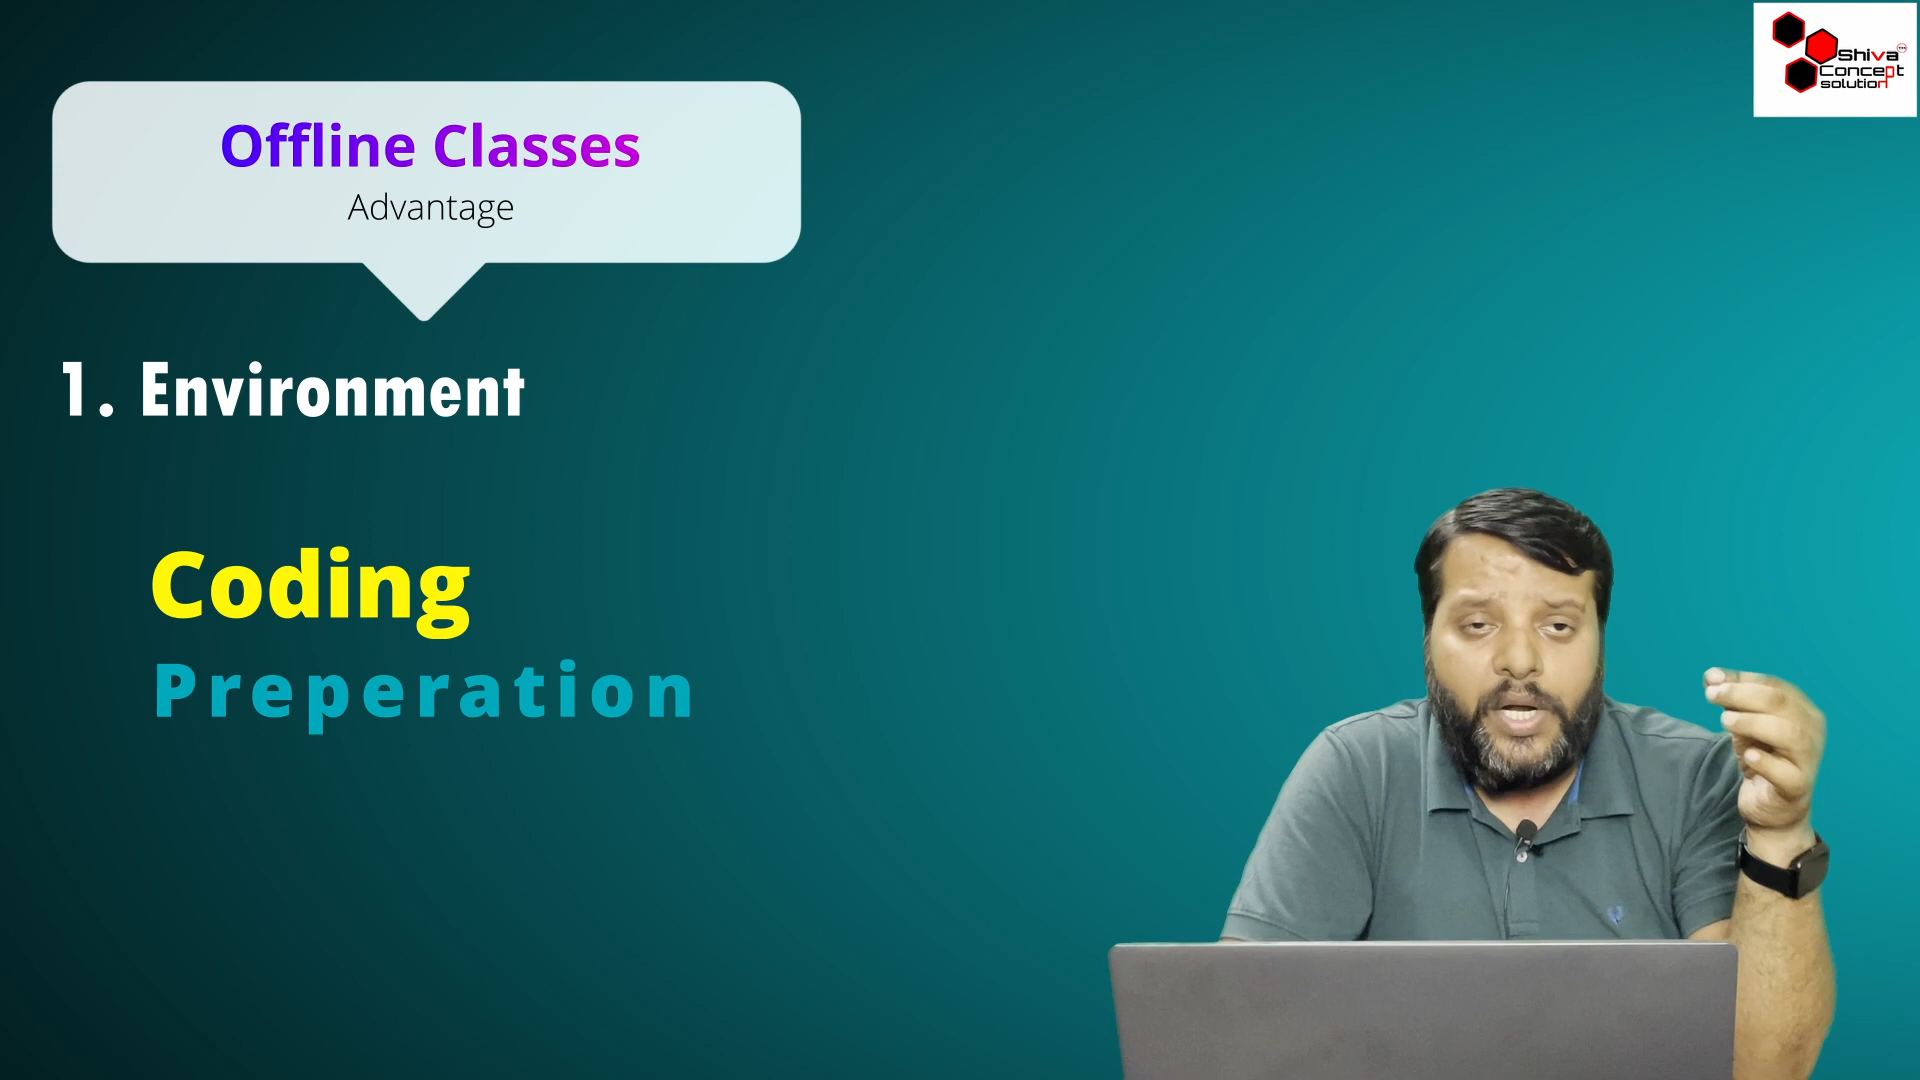 Offline Classes
Advantage
1. Environment
Coding
Preperation
Shiva
Concept
solution